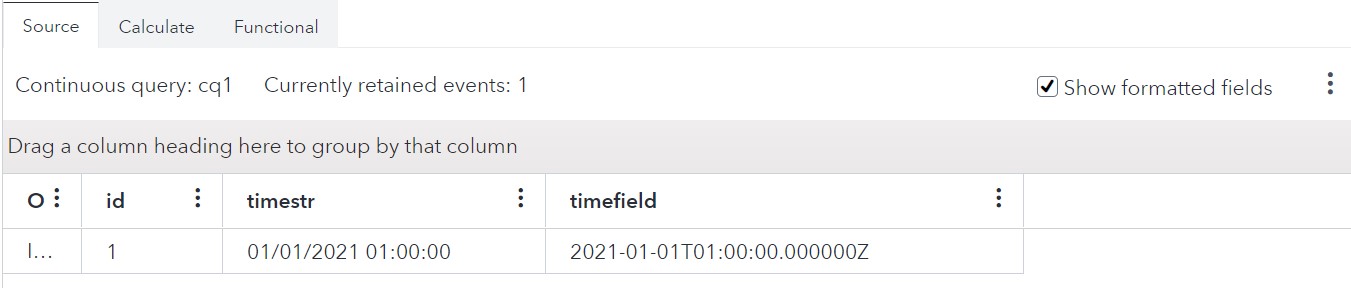 Source Calculate Functional
Continuous query: cq1 Currently retained events: 1 Show formatted fields
Drag a column heading here to group by that column
O id timestr timefield
I... 1 01/01/2021 01:00:00 2021-01-01T01:00:00.000000Z